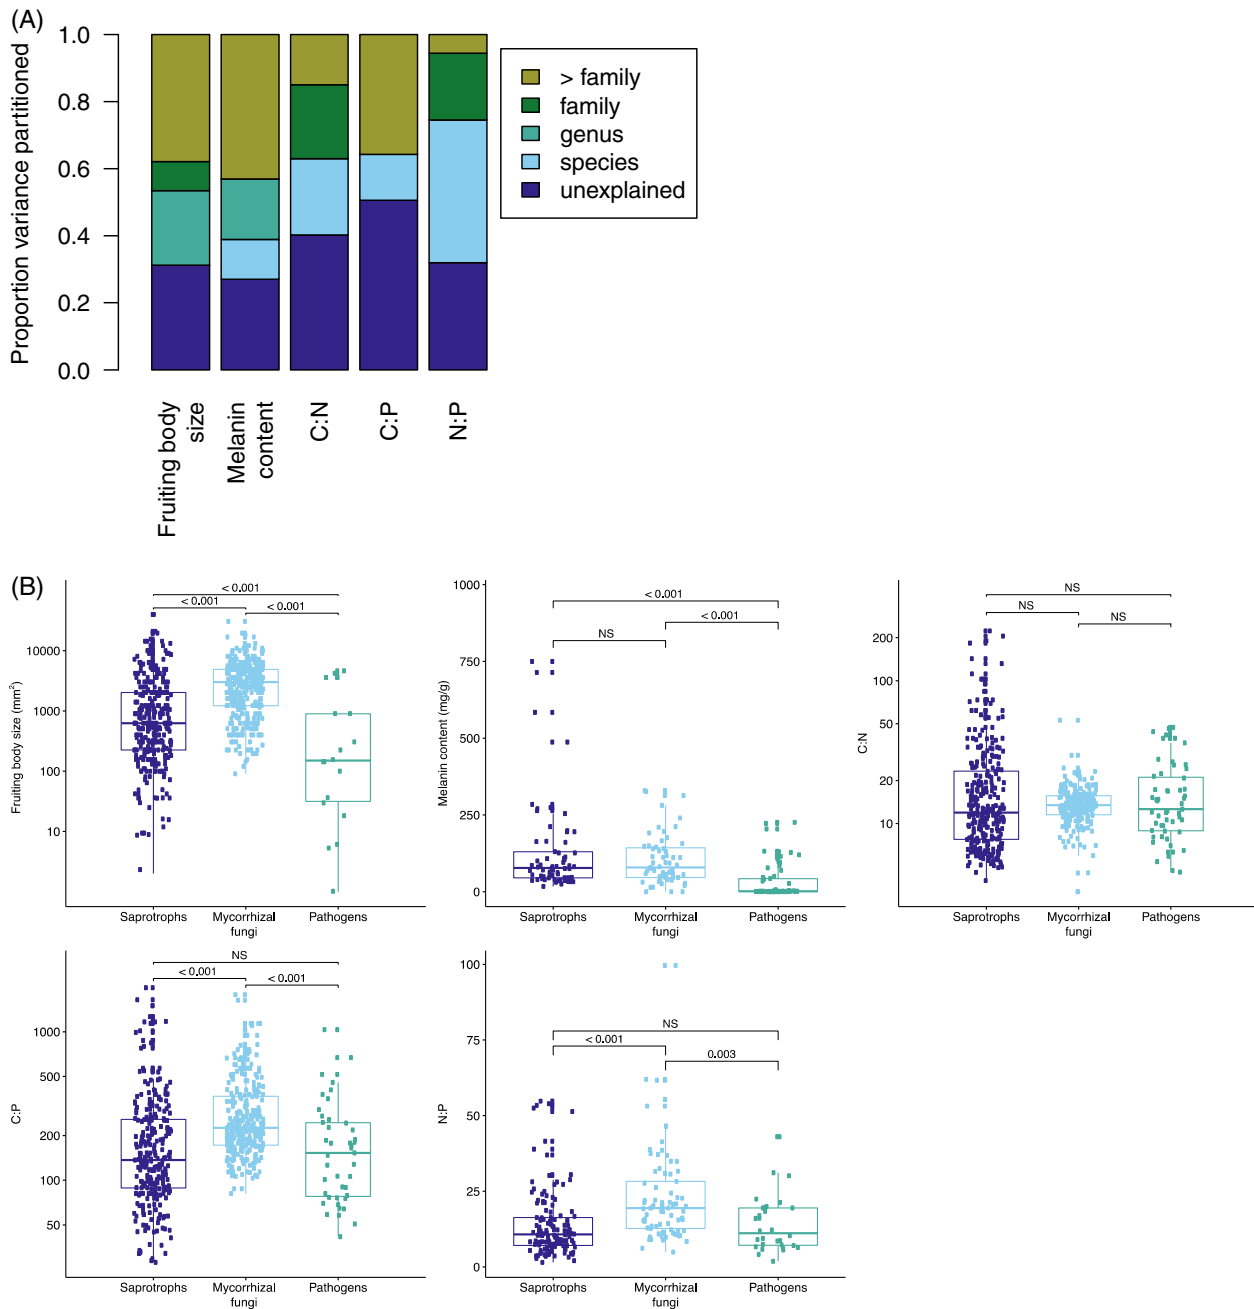 (A)
Proportion variance partitioned
1.0
0.8
0.6
0.4
0.2
0.0
> family
family
genus
species
unexplained
Fruiting body
size
Melanin
content
C:N
C:P
N:P
(B)
Fruiting body size (mm²)
10000
1000
100
10
< 0.001
< 0.001
< 0.001
Saprotrophs
Mycorrhizal
fungi
Pathogens
Melanin content (mg/g)
1000
750
500
250
0
< 0.001
< 0.001
NS
Saprotrophs
Mycorrhizal
fungi
Pathogens
C:N
200
100
50
20
10
NS
NS
NS
Saprotrophs
Mycorrhizal
fungi
Pathogens
C:P
1000
500
200
100
50
NS
< 0.001
< 0.001
Saprotrophs
Mycorrhizal
fungi
Pathogens
N:P
100
75
50
25
0
NS
< 0.001
0.003
Saprotrophs
Mycorrhizal
fungi
Pathogens